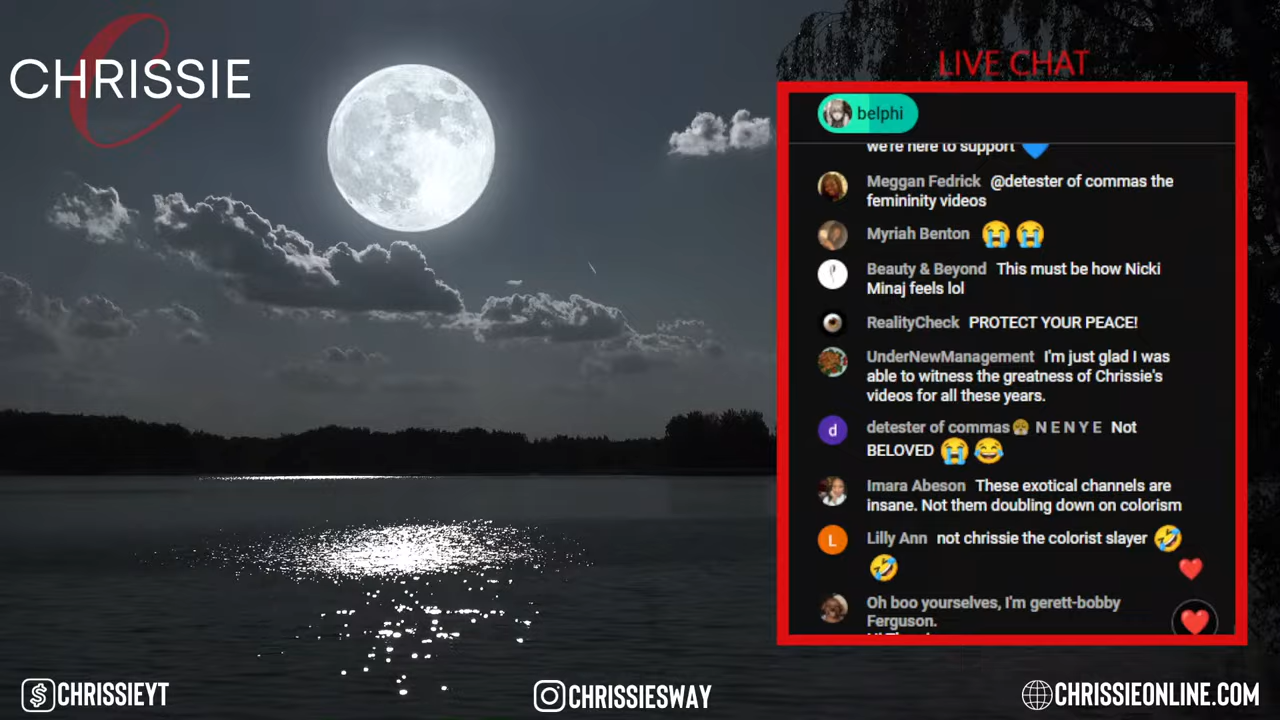 CHRISSIE
LIVE CHAT
belphi
we're here to support 💙
Meggan Fedrick @detester of commas the
femininity videos
Myriah Benton 😭😭
Beauty & Beyond This must be how Nicki
Minaj feels lol
RealityCheck PROTECT YOUR PEACE!
UnderNewManagement I'm just glad I was
able to witness the greatness of Chrissie's
videos for all these years.
detester of commas😤 N E N Y E Not
BELOVED 😭😂
Imara Abeson These exotical channels are
insane. Not them doubling down on colorism
L
d
Lilly Ann not chrissie the colorist slayer 🤣
🤣
Oh boo yourselves, I'm gerett-bobby
Ferguson.
$ CHRISSIEYT
CHRISSIESWAY
CHRISSIEONLINE.COM